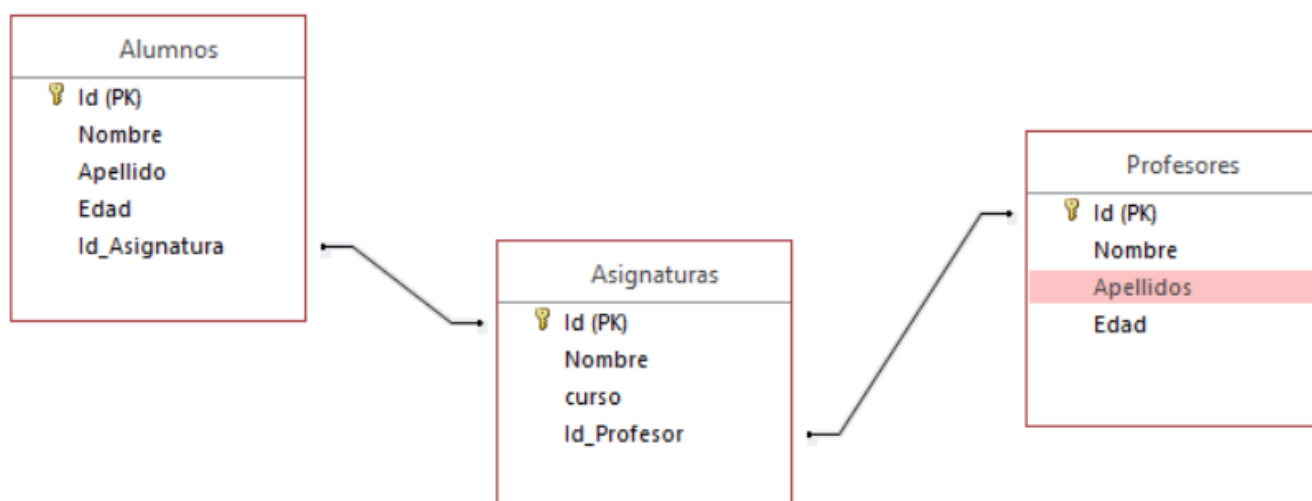 Alumnos
Id (PK)
Nombre
Apellido
Edad
Id_Asignatura
Asignaturas
Id (PK)
Nombre
curso
Id_Profesor
Profesores
Id (PK)
Nombre
Apellidos
Edad